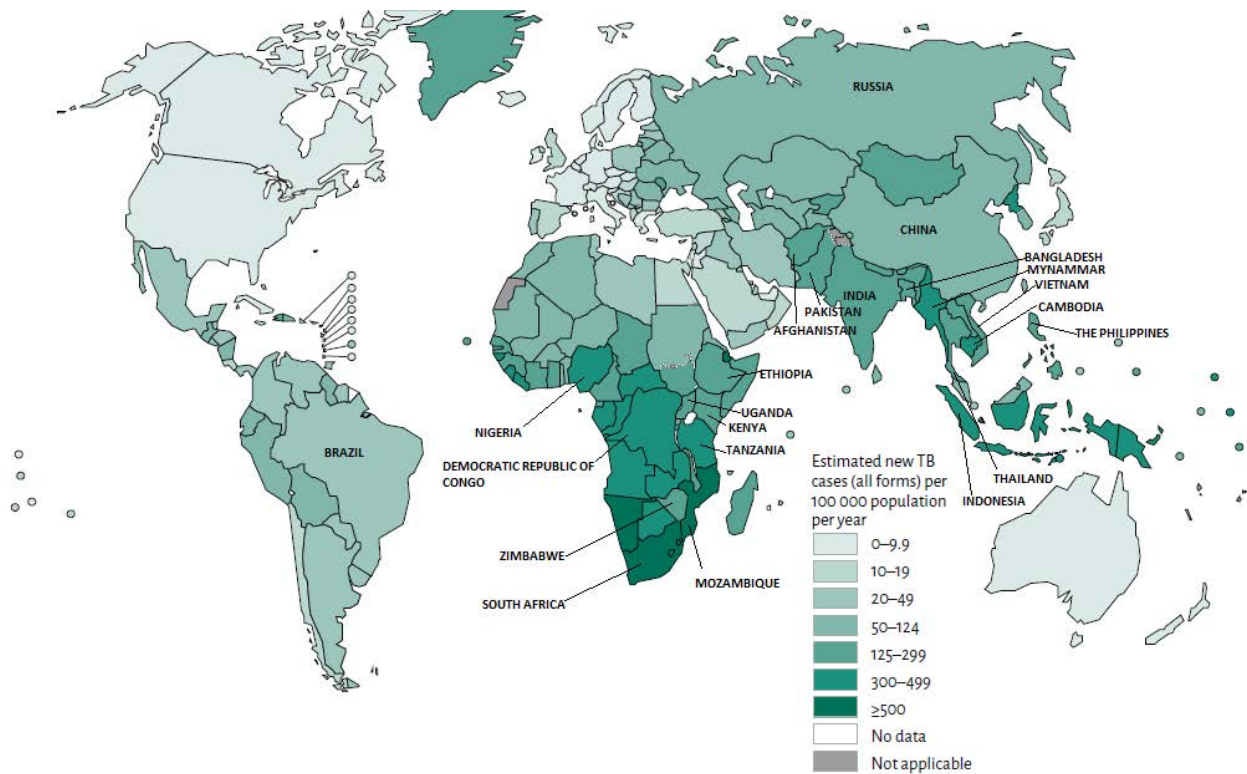 RUSSIA
CHINA
BANGLADESH
MYNAMMAR
VIETNAM
CAMBODIA
INDIA
PAKISTAN
AFGHANISTAN
THE PHILIPPINES
ETHIOPIA
UGANDA
KENYA
NIGERIA
TANZANIA
BRAZIL
DEMOCRATIC REPUBLIC OF
CONGO
THAILAND
INDONESIA
ZIMBABWE
MOZAMBIQUE
SOUTH AFRICA
Estimated new TB
cases (all forms) per
100 000 population
per year
0–9.9
10–19
20–49
50–124
125–299
300–499
≥500
No data
Not applicable